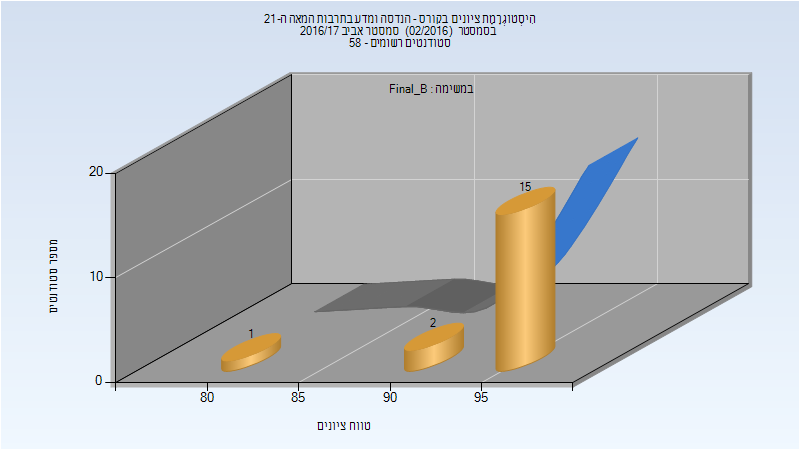 היסטוגרמת ציונים בקורס - הנדסה ומדע בתרבות המאה ה-21
בסמסטר (02/2016) סמסטר אביב 2016/17
סטודנטים רשומים - 58
במשימה : Final_B
20
10
0
מספר סטודנטים
1
2
15
80
85
90
95
טווח ציונים